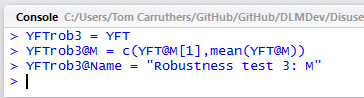 Console C:/Users/Tom Carruthers/GitHub/GitHub/DLMDev/Disuse
> YFTrob3 = YFT
> YFTrob3@M = c(YFT@M[1],mean(YFT@M))
> YFTrob3@Name = "Robustness test 3: M"
>